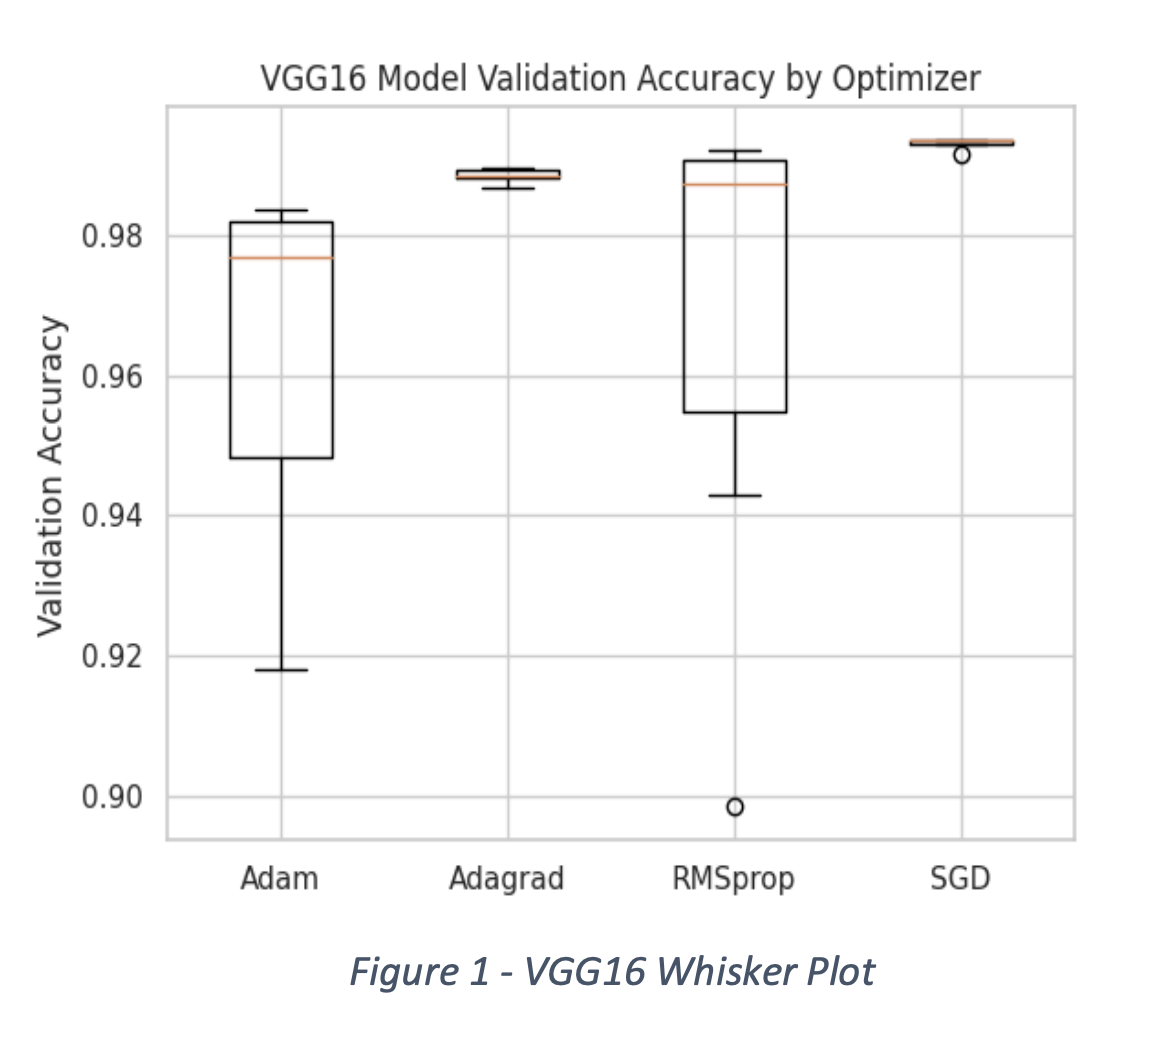 VGG16 Model Validation Accuracy by Optimizer
Validation Accuracy
0.98
0.96
0.94
0.92
0.90
Adam Adagrad RMSprop SGD
Figure 1 - VGG16 Whisker Plot